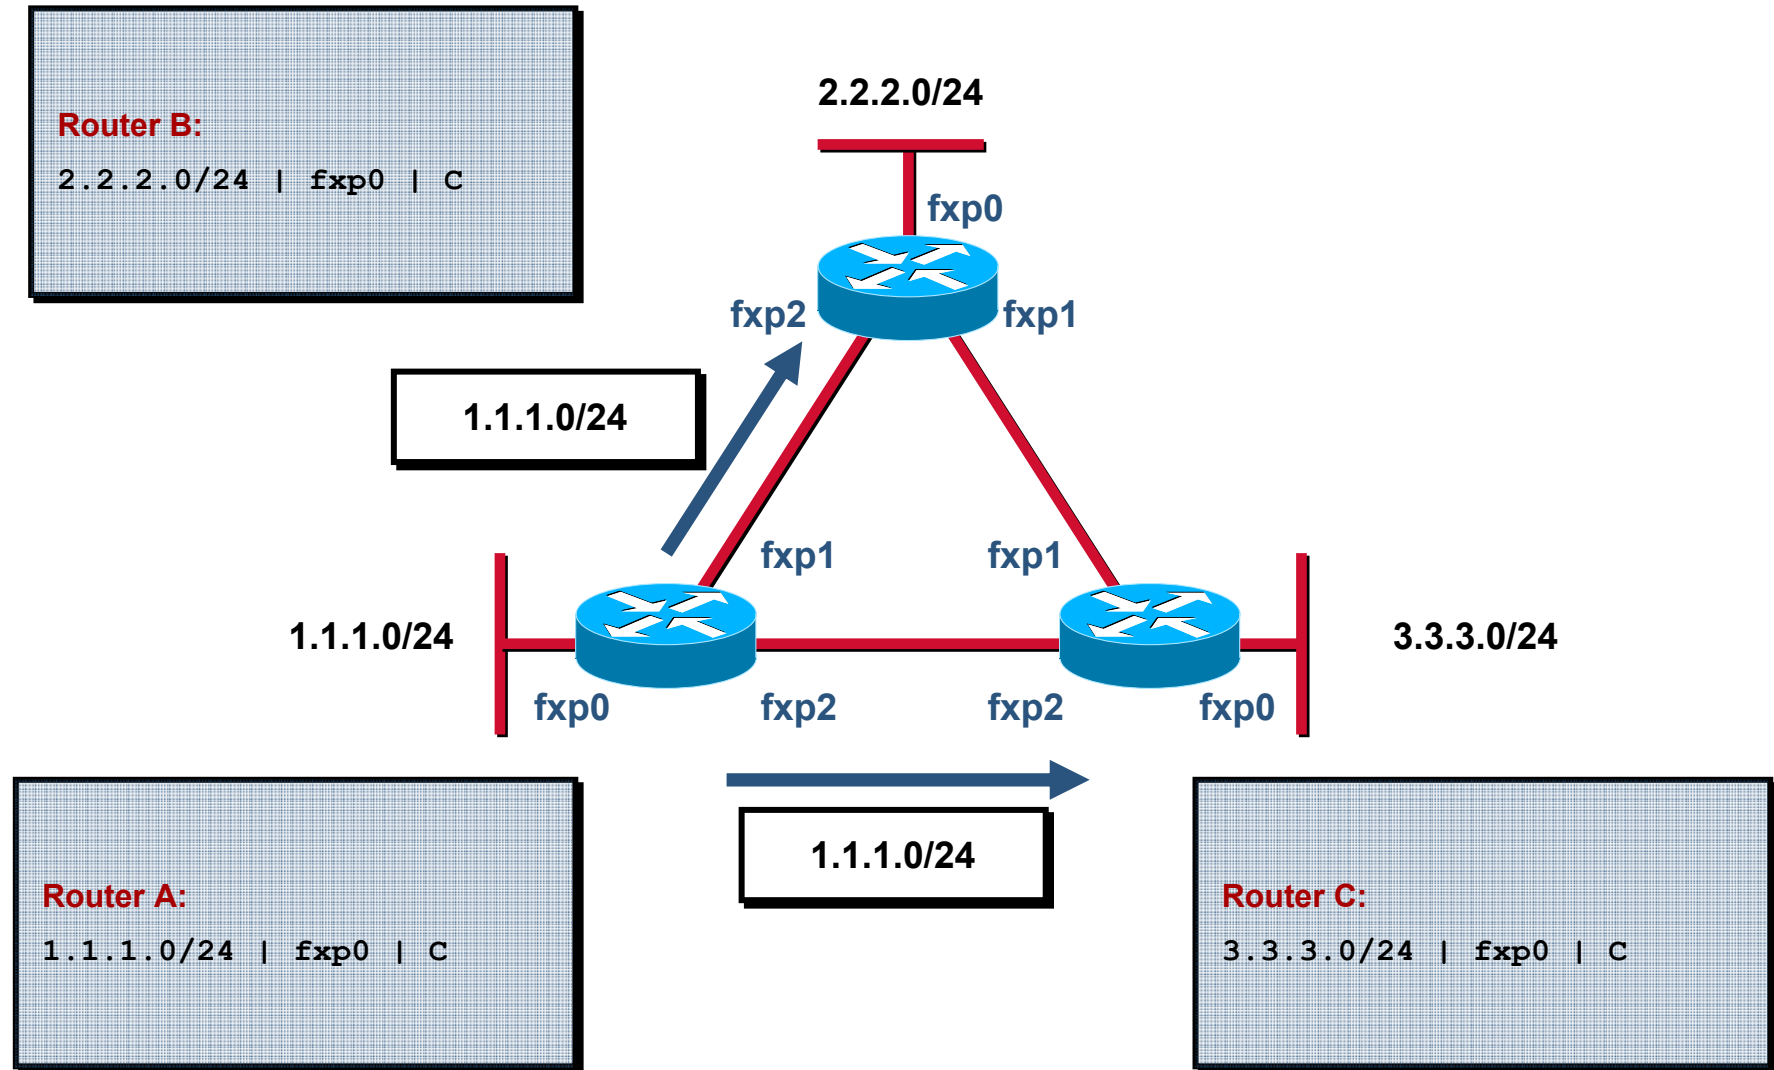 Router B:
2.2.2.0/24 | fxp0 | C
2.2.2.0/24
fxp0
fxp2
fxp1
1.1.1.0/24
fxp1
fxp1
1.1.1.0/24
3.3.3.0/24
fxp0
fxp2
fxp2
fxp0
1.1.1.0/24
Router A:
1.1.1.0/24 | fxp0 | C
Router C:
3.3.3.0/24 | fxp0 | C